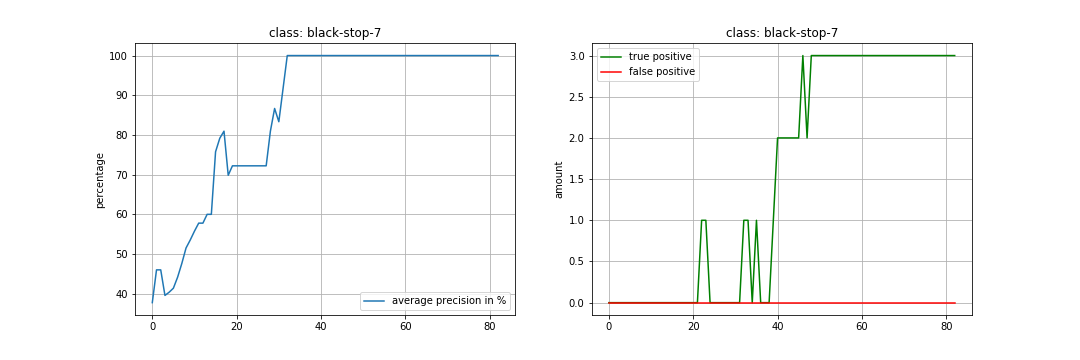 class: black-stop-7
percentage
100
90
80
70
60
50
40
0 20 40 60 80
average precision in %
class: black-stop-7
amount
3.0
2.5
2.0
1.5
1.0
0.5
0.0
0 20 40 60 80
true positive
false positive